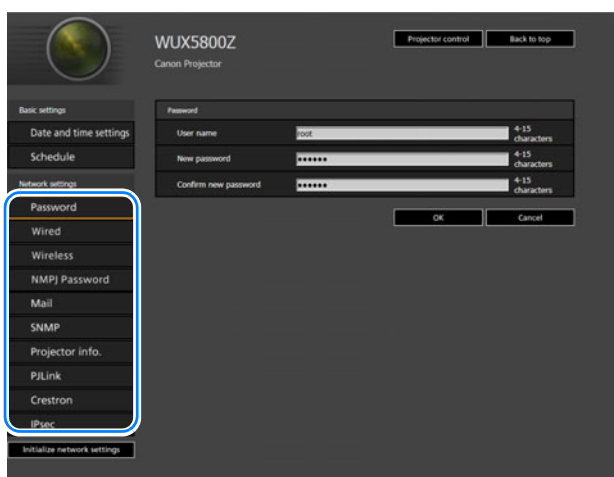 WUX5800Z
Projector control
Back to top
Canon Projector
Basic settings
Date and time settings
Schedule
Network settings
Password
Wired
Wireless
NMPJ Password
Mail
SNMP
Projector info.
PJLink
Crestron
IPsec
Initialize network settings
Password
User name
root
4-15
characters
New password
••••••
4-15
characters
Confirm new password
••••••
4-15
characters
OK
Cancel